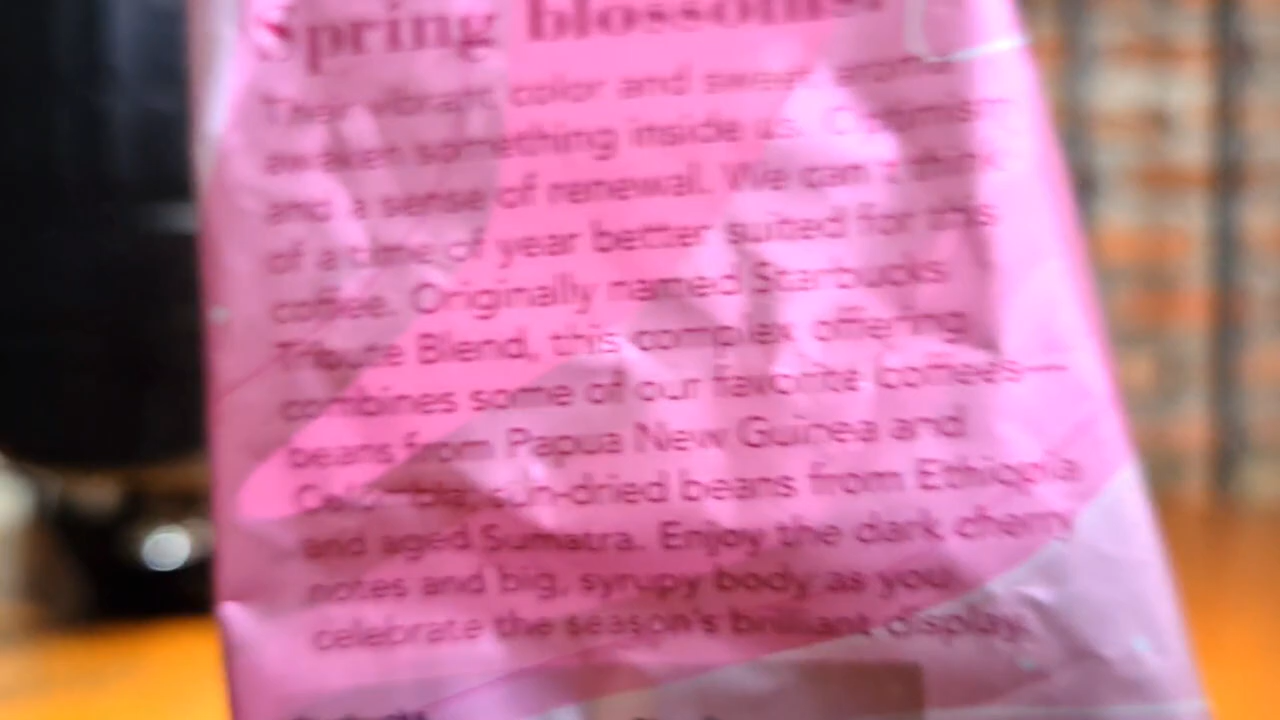 Spring blossoms.
Their vibrant color and sweet aroma
awaken something inside us. Optimism
and a sense of renewal. We can't think
of a time of year better suited for this
coffee. Originally named Starbucks
Tribute Blend, this complex offering
combines some of our favorite coffees—
beans from Papua New Guinea and
Colombia, sun-dried beans from Ethiopia
and aged Sumatra. Enjoy the dark cherry
notes and big, syrupy body as you
celebrate the season's brilliant display.